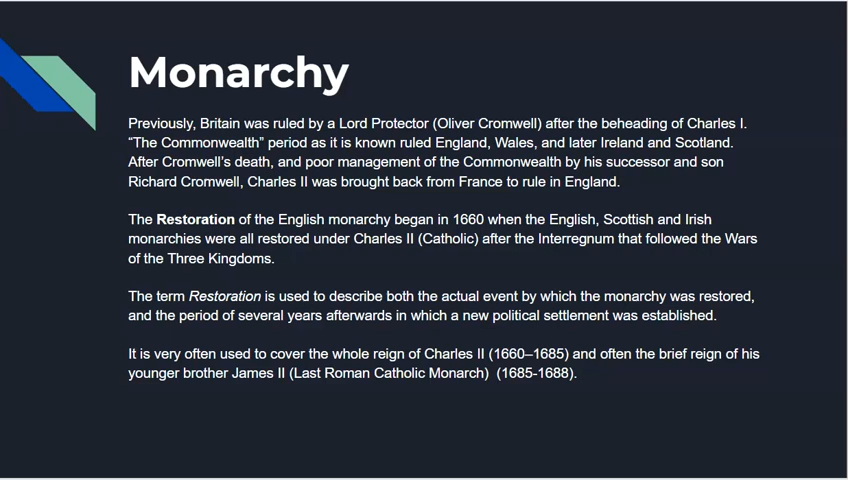 Monarchy
Previously, Britain was ruled by a Lord Protector (Oliver Cromwell) after the beheading of Charles I.
“The Commonwealth” period as it is known ruled England, Wales, and later Ireland and Scotland.
After Cromwell’s death, and poor management of the Commonwealth by his successor and son
Richard Cromwell, Charles II was brought back from France to rule in England.
The Restoration of the English monarchy began in 1660 when the English, Scottish and Irish
monarchies were all restored under Charles II (Catholic) after the Interregnum that followed the Wars
of the Three Kingdoms.
The term Restoration is used to describe both the actual event by which the monarchy was restored,
and the period of several years afterwards in which a new political settlement was established.
It is very often used to cover the whole reign of Charles II (1660–1685) and often the brief reign of his
younger brother James II (Last Roman Catholic Monarch)  (1685-1688).